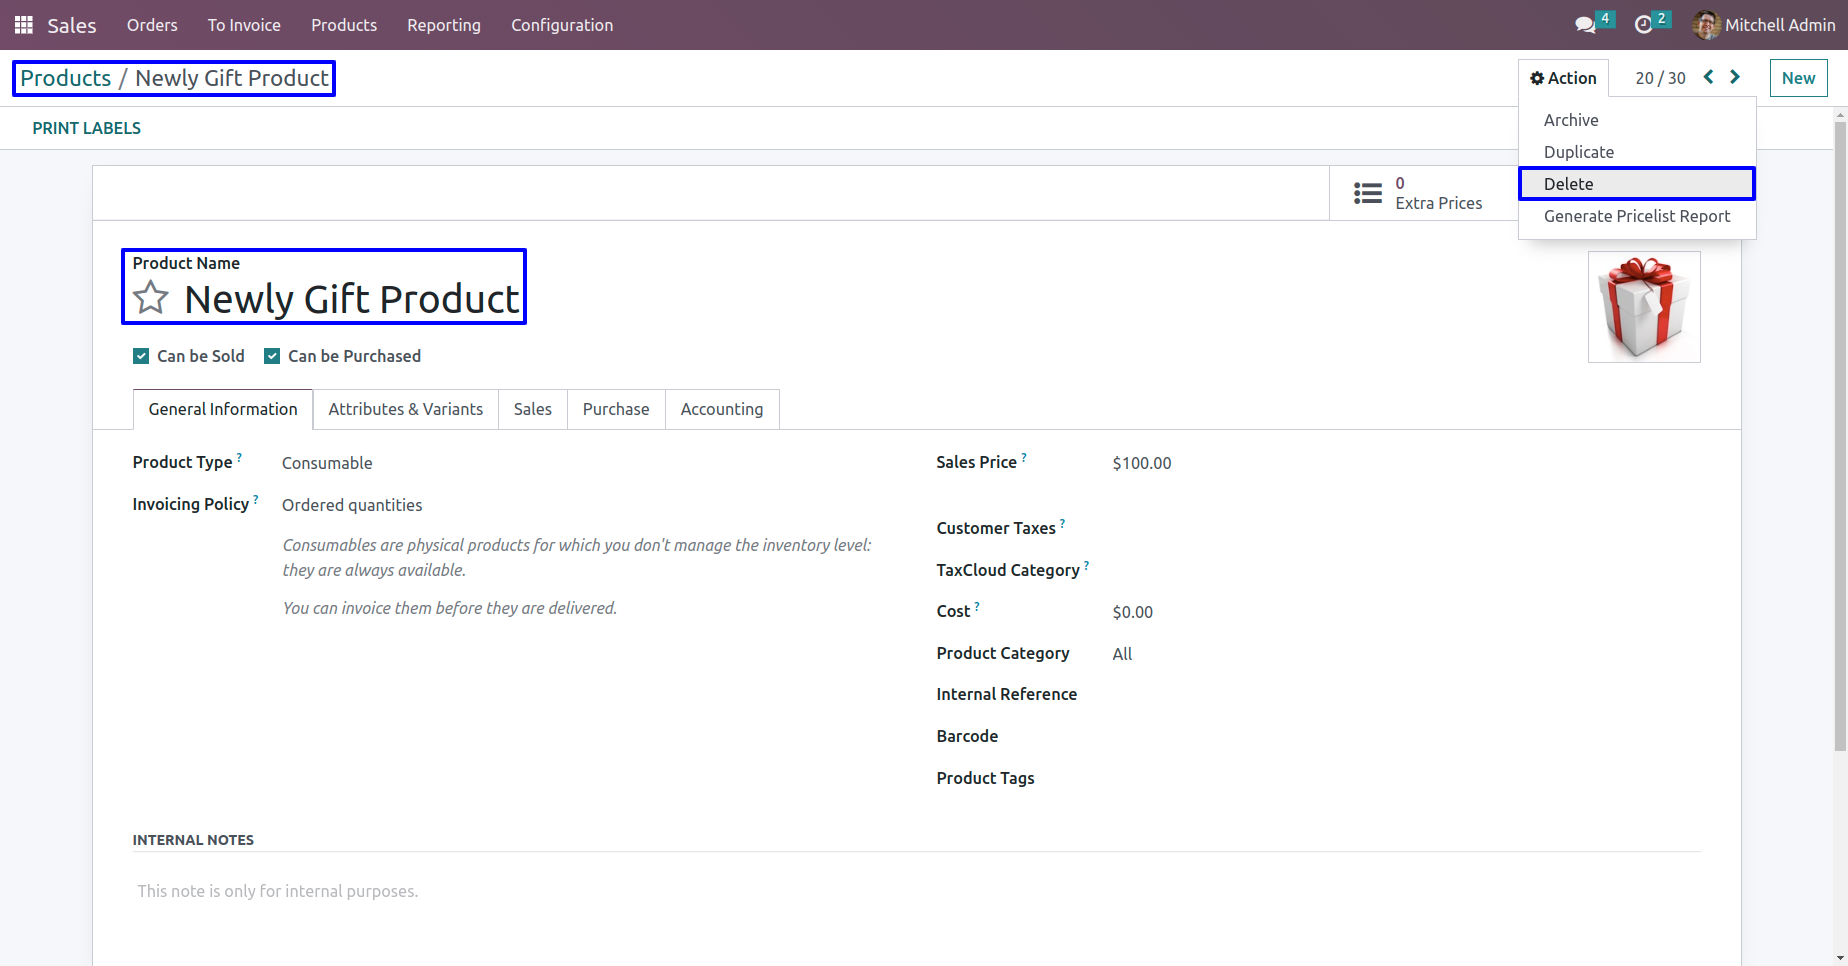 Sales Orders To Invoice Products Reporting Configuration 4 2 Mitchell Admin
Products / Newly Gift Product
Action 20 / 30 New
Archive
Duplicate
Delete
Generate Pricelist Report
PRINT LABELS
0
Extra Prices
Product Name
Newly Gift Product
Can be Sold Can be Purchased
General Information Attributes & Variants Sales Purchase Accounting
Product Type ? Consumable
Invoicing Policy ? Ordered quantities
Consumables are physical products for which you don't manage the inventory level:
they are always available.
You can invoice them before they are delivered.
Sales Price ? $100.00
Customer Taxes ?
TaxCloud Category ?
Cost ? $0.00
Product Category All
Internal Reference
Barcode
Product Tags
INTERNAL NOTES
This note is only for internal purposes.